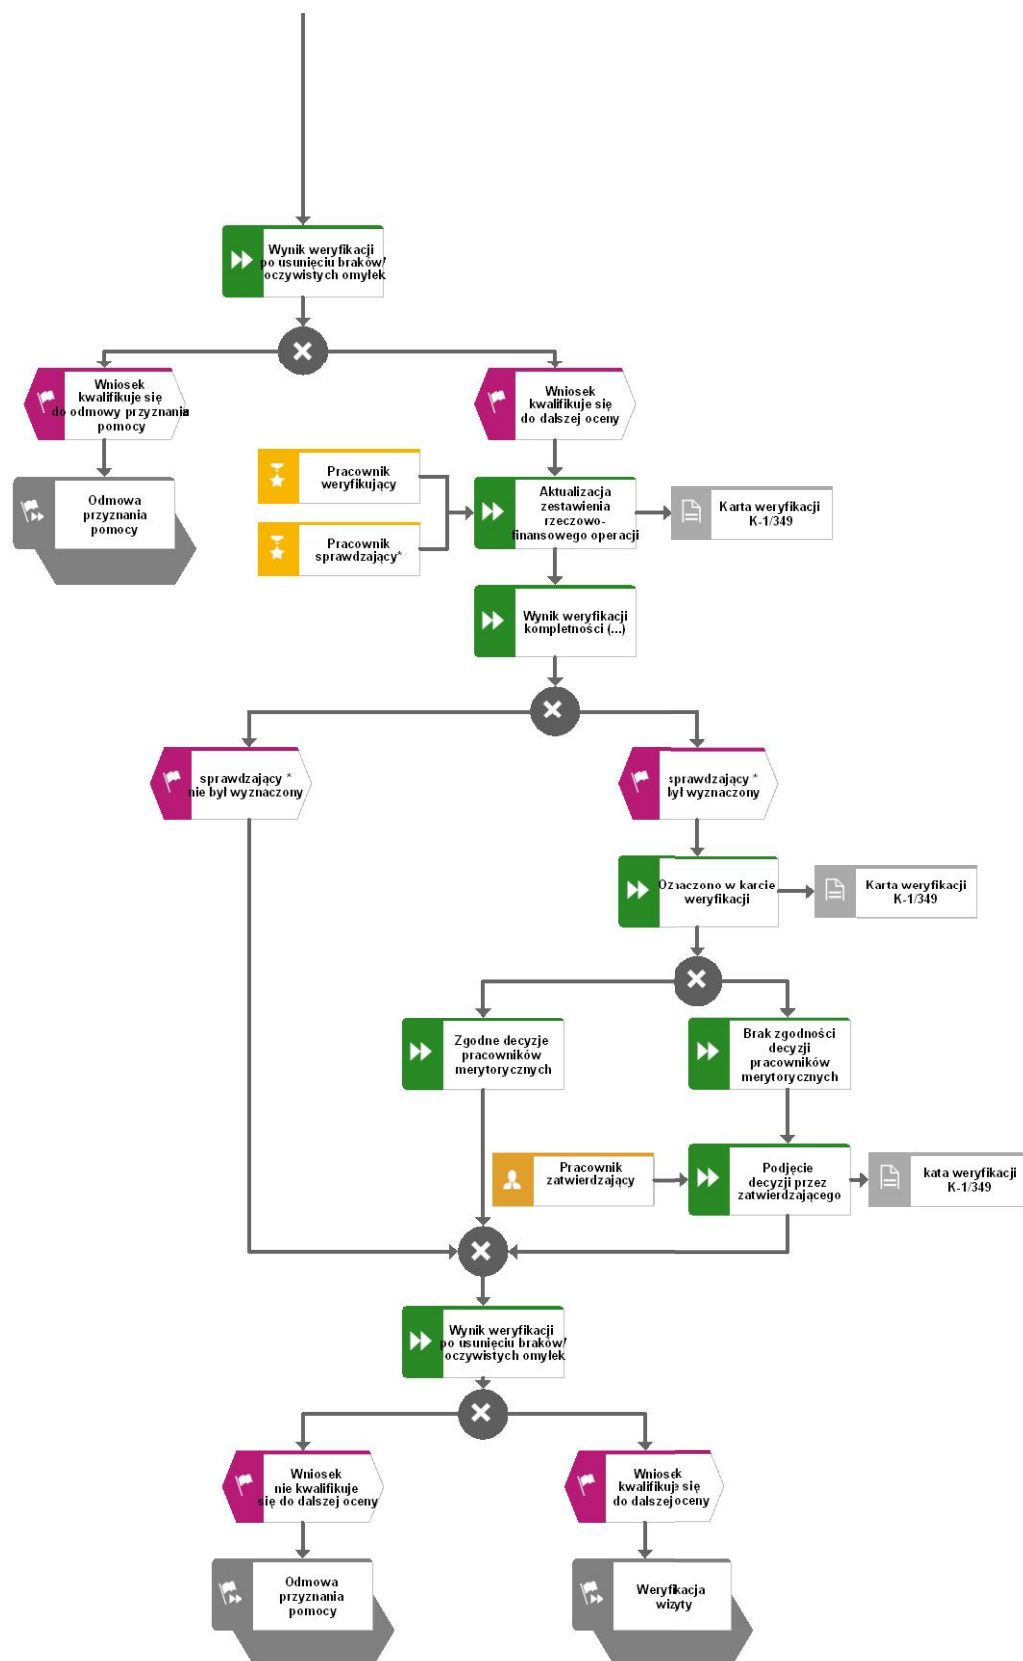 Wynik weryfikacji
po usunięciu braków/
oczywistych omyłek
Wniosek
kwalifikuje się
do odmowy przyznania
pomocy
Wniosek
kwalifikuje się
do dalszej oceny
Odmowa
przyznania
pomocy
Pracownik
weryfikujący
Pracownik
sprawdzający*
Aktualizacja
zestawienia
rzeczowo-
finansowego operacji
Karta weryfikacji
K-1/349
Wynik weryfikacji
kompletności (...)
sprawdzający *
nie był wyznaczony
sprawdzający *
był wyznaczony
Oznaczono w karcie
weryfikacji
Karta weryfikacji
K-1/349
Zgodne decyzje
pracowników
merytorycznych
Brak zgodności
decyzji
pracowników
merytorycznych
Pracownik
zatwierdzający
Podjęcie
decyzji przez
zatwierdzającego
kata weryfikacji
K-1/349
Wynik weryfikacji
po usunięciu braków/
oczywistych omyłek
Wniosek
nie kwalifikuje
się do dalszej oceny
Wniosek
kwalifikuje się
do dalszej oceny
Odmowa
przyznania
pomocy
Weryfikacja
wizyty